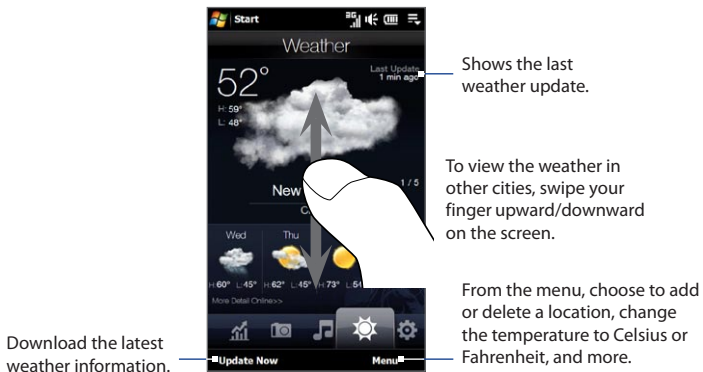 Start
Weather
52°
Last Update
1 min ago
H: 59°
L: 48°
New
1 / 5
Wed
Thu
H:60° L:45° H:62° L:45° H:73° L:54
More Detail Online>>
Update Now
Menu
Shows the last
weather update.
To view the weather in
other cities, swipe your
finger upward/downward
on the screen.
From the menu, choose to add
or delete a location, change
the temperature to Celsius or
Fahrenheit, and more.
Download the latest
weather information.